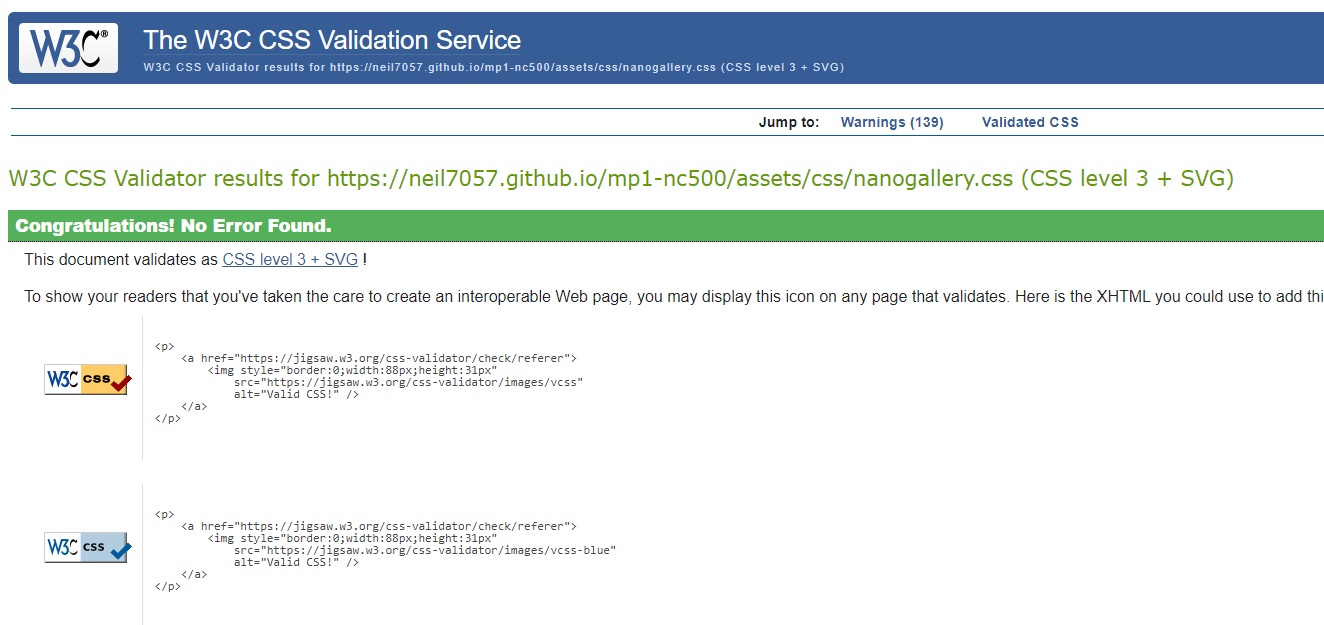 W3C® The W3C CSS Validation Service
W3C CSS Validator results for https://neil7057.github.io/mp1-nc500/assets/css/nanogallery.css (CSS level 3 + SVG)
Jump to: Warnings (139) Validated CSS
W3C CSS Validator results for https://neil7057.github.io/mp1-nc500/assets/css/nanogallery.css (CSS level 3 + SVG)
Congratulations! No Error Found.
This document validates as CSS level 3 + SVG !
To show your readers that you've taken the care to create an interoperable Web page, you may display this icon on any page that validates. Here is the XHTML you could use to add thi
<p>
<a href="https://jigsaw.w3.org/css-validator/check/referer">
<img style="border:0;width:88px;height:31px"
W3C css
src="https://jigsaw.w3.org/css-validator/images/vcss"
alt="Valid CSS!" />
</a>
</p>
<p>
<a href="https://jigsaw.w3.org/css-validator/check/referer">
<img style="border:0;width:88px;height:31px"
W3C css
src="https://jigsaw.w3.org/css-validator/images/vcss-blue"
alt="Valid CSS!" />
</a>
</p>